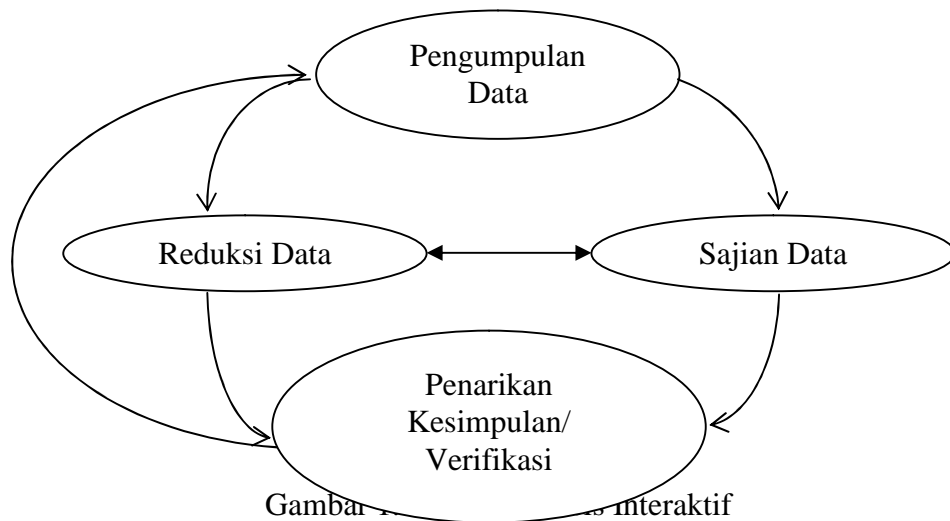 Pengumpulan
Data
Reduksi Data
Sajian Data
Penarikan
Kesimpulan/
Verifikasi
Gambar Interaktif